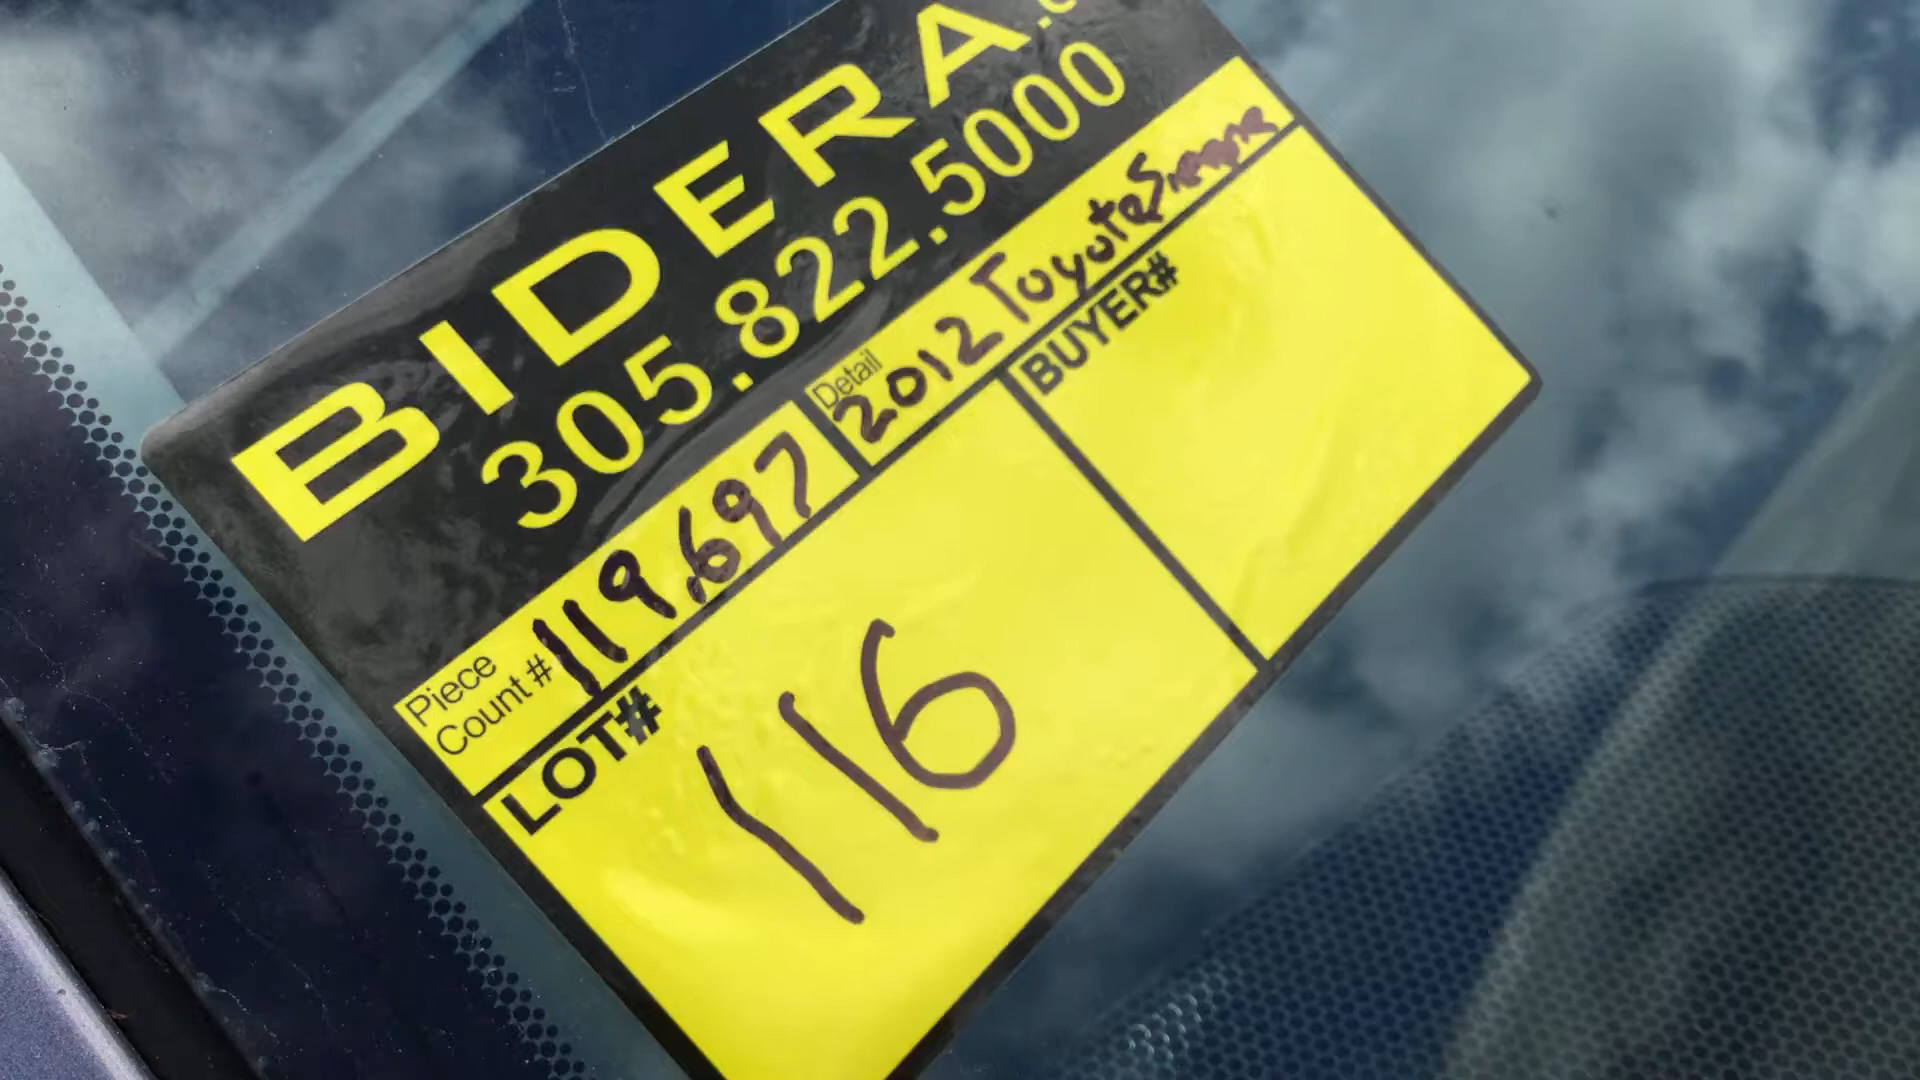 BIDERA.
305.822.5000
Piece Count # 119,697
Detail 2012 Toyota
LOT# 116
BUYER#